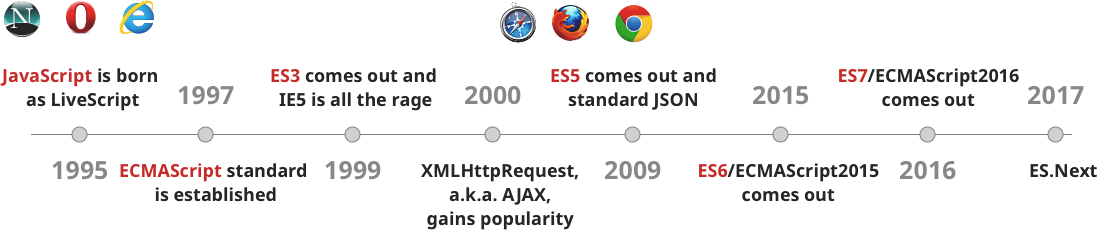 JavaScript is born
as LiveScript
1995
1997
ECMAScript standard
is established
ES3 comes out and
IE5 is all the rage
1999
2000
XMLHttpRequest,
a.k.a. AJAX,
gains popularity
ES5 comes out and
standard JSON
2009
2015
ES6/ECMAScript2015
comes out
ES7/ECMAScript2016
comes out
2016
2017
ES.Next
N